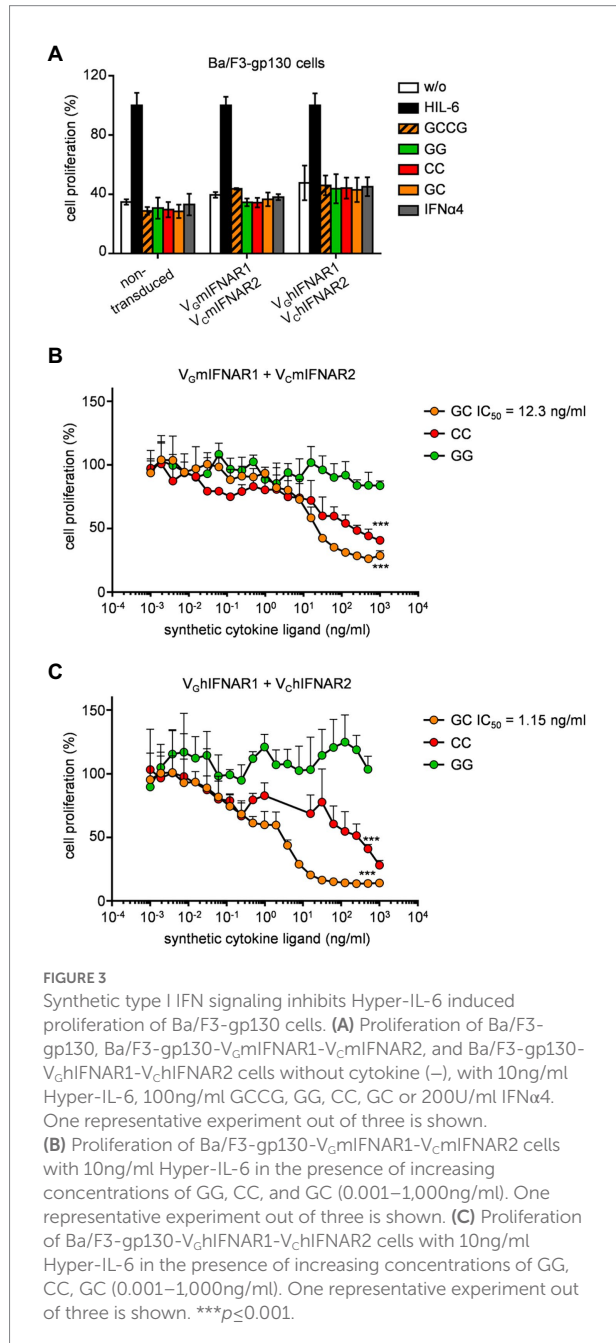 A
Ba/F3-gp130 cells
cell proliferation (%)
120
80
40
0
w/o
HIL-6
GCCG
GG
CC
GC
IFNα4
non-
transduced
VGmIFNAR1
VCmIFNAR2
VGhIFNAR1
VChIFNAR2
B
VGmIFNAR1 + VCmIFNAR2
cell proliferation (%)
150
100
50
0
10-4 10-3 10-2 10-1 100 101 102 103 104
synthetic cytokine ligand (ng/ml)
***
***
GC IC50 = 12.3 ng/ml
CC
GG
C
VGhIFNAR1 + VChIFNAR2
cell proliferation (%)
150
100
50
0
10-4 10-3 10-2 10-1 100 101 102 103 104
synthetic cytokine ligand (ng/ml)
***
***
GC IC50 = 1.15 ng/ml
CC
GG
FIGURE 3
Synthetic type I IFN signaling inhibits Hyper-IL-6 induced
proliferation of Ba/F3-gp130 cells. (A) Proliferation of Ba/F3-
gp130, Ba/F3-gp130-VGmIFNAR1-VCmIFNAR2, and Ba/F3-gp130-
VGhIFNAR1-VChIFNAR2 cells without cytokine (−), with 10ng/ml
Hyper-IL-6, 100ng/ml GCCG, GG, CC, GC or 200U/ml IFNα4.
One representative experiment out of three is shown.
(B) Proliferation of Ba/F3-gp130-VGmIFNAR1-VCmIFNAR2 cells
with 10ng/ml Hyper-IL-6 in the presence of increasing
concentrations of GG, CC, and GC (0.001–1,000ng/ml). One
representative experiment out of three is shown. (C) Proliferation
of Ba/F3-gp130-VGhIFNAR1-VChIFNAR2 cells with 10ng/ml
Hyper-IL-6 in the presence of increasing concentrations of GG,
CC, GC (0.001–1,000ng/ml). One representative experiment out
of three is shown. ***p≤0.001.